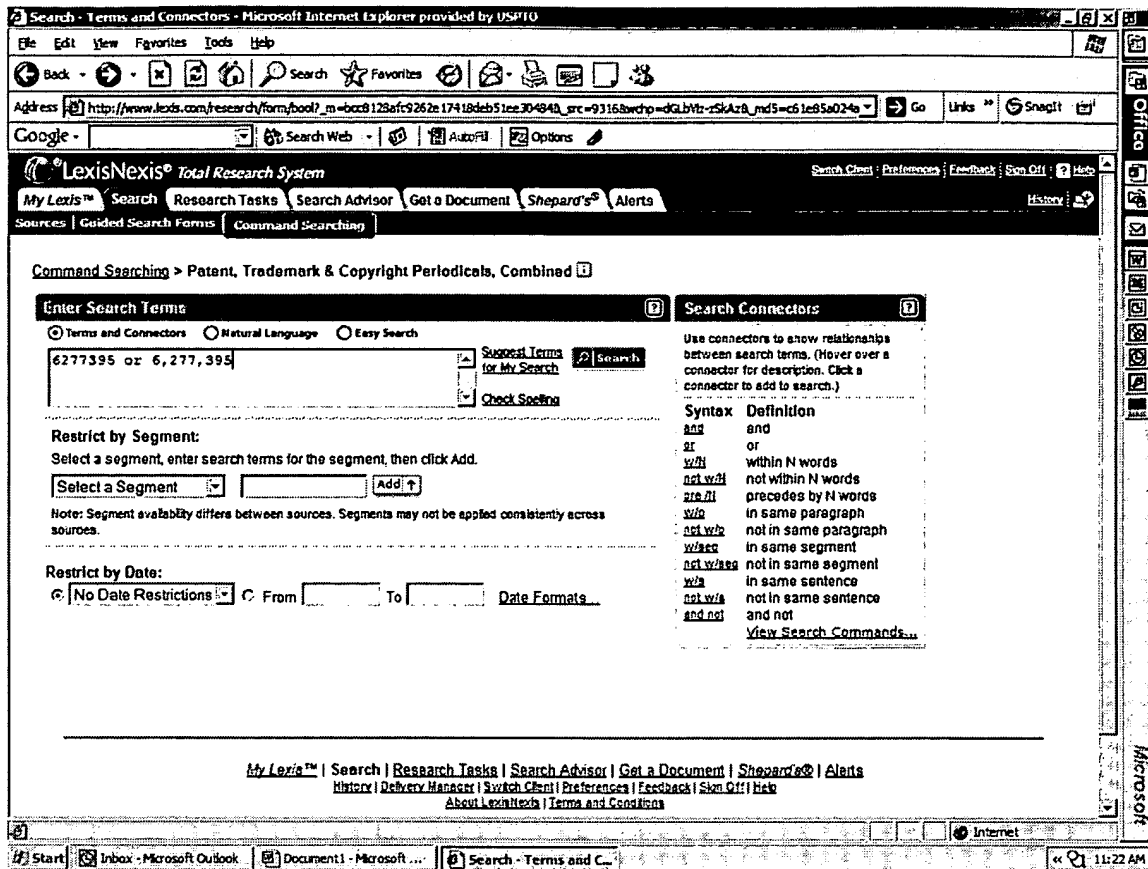 Search - Terms and Connectors - Microsoft Internet Explorer provided by USPTO
File Edit View Favorites Tools Help
Back Search Favorites
Address http://www.lexis.com/research/form/bool?_m= Go Links » SnagIt
Google - Search Web AutoFill Options
LexisNexis® Total Research System
Switch Client | Preferences | Feedback | Sign Off | ? Help
My Lexis™ Search Research Tasks Search Advisor Get a Document Shepard's® Alerts
History
Sources | Guided Search Forms | Command Searching
Command Searching > Patent, Trademark & Copyright Periodicals, Combined i
Enter Search Terms ?
Terms and Connectors Natural Language Easy Search
6277395 or 6,277,395
Suggest Terms for My Search
Search
Check Spelling
Restrict by Segment:
Select a segment, enter search terms for the segment, then click Add.
Select a Segment Add
Note: Segment availability differs between sources. Segments may not be applied consistently across
sources.
Restrict by Date:
No Date Restrictions From To Date Formats...
Search Connectors ?
Use connectors to show relationships
between search terms. (Hover over a
connector for description. Click a
connector to add to search.)
Syntax Definition
and and
or or
w/N within N words
not w/N not within N words
pre /N precedes by N words
w/p in same paragraph
not w/p not in same paragraph
w/seg in same segment
not w/seg not in same segment
w/s in same sentence
not w/s not in same sentence
and not and not
View Search Commands...
My Lexis™ | Search | Research Tasks | Search Advisor | Get a Document | Shepard's® | Alerts
History | Delivery Manager | Switch Client | Preferences | Feedback | Sign Off | Help
About LexisNexis | Terms and Conditions
Internet
Start Inbox - Microsoft Outlook Document1 - Microsoft ... Search - Terms and C... « 11:22 AM
Office
Microsoft